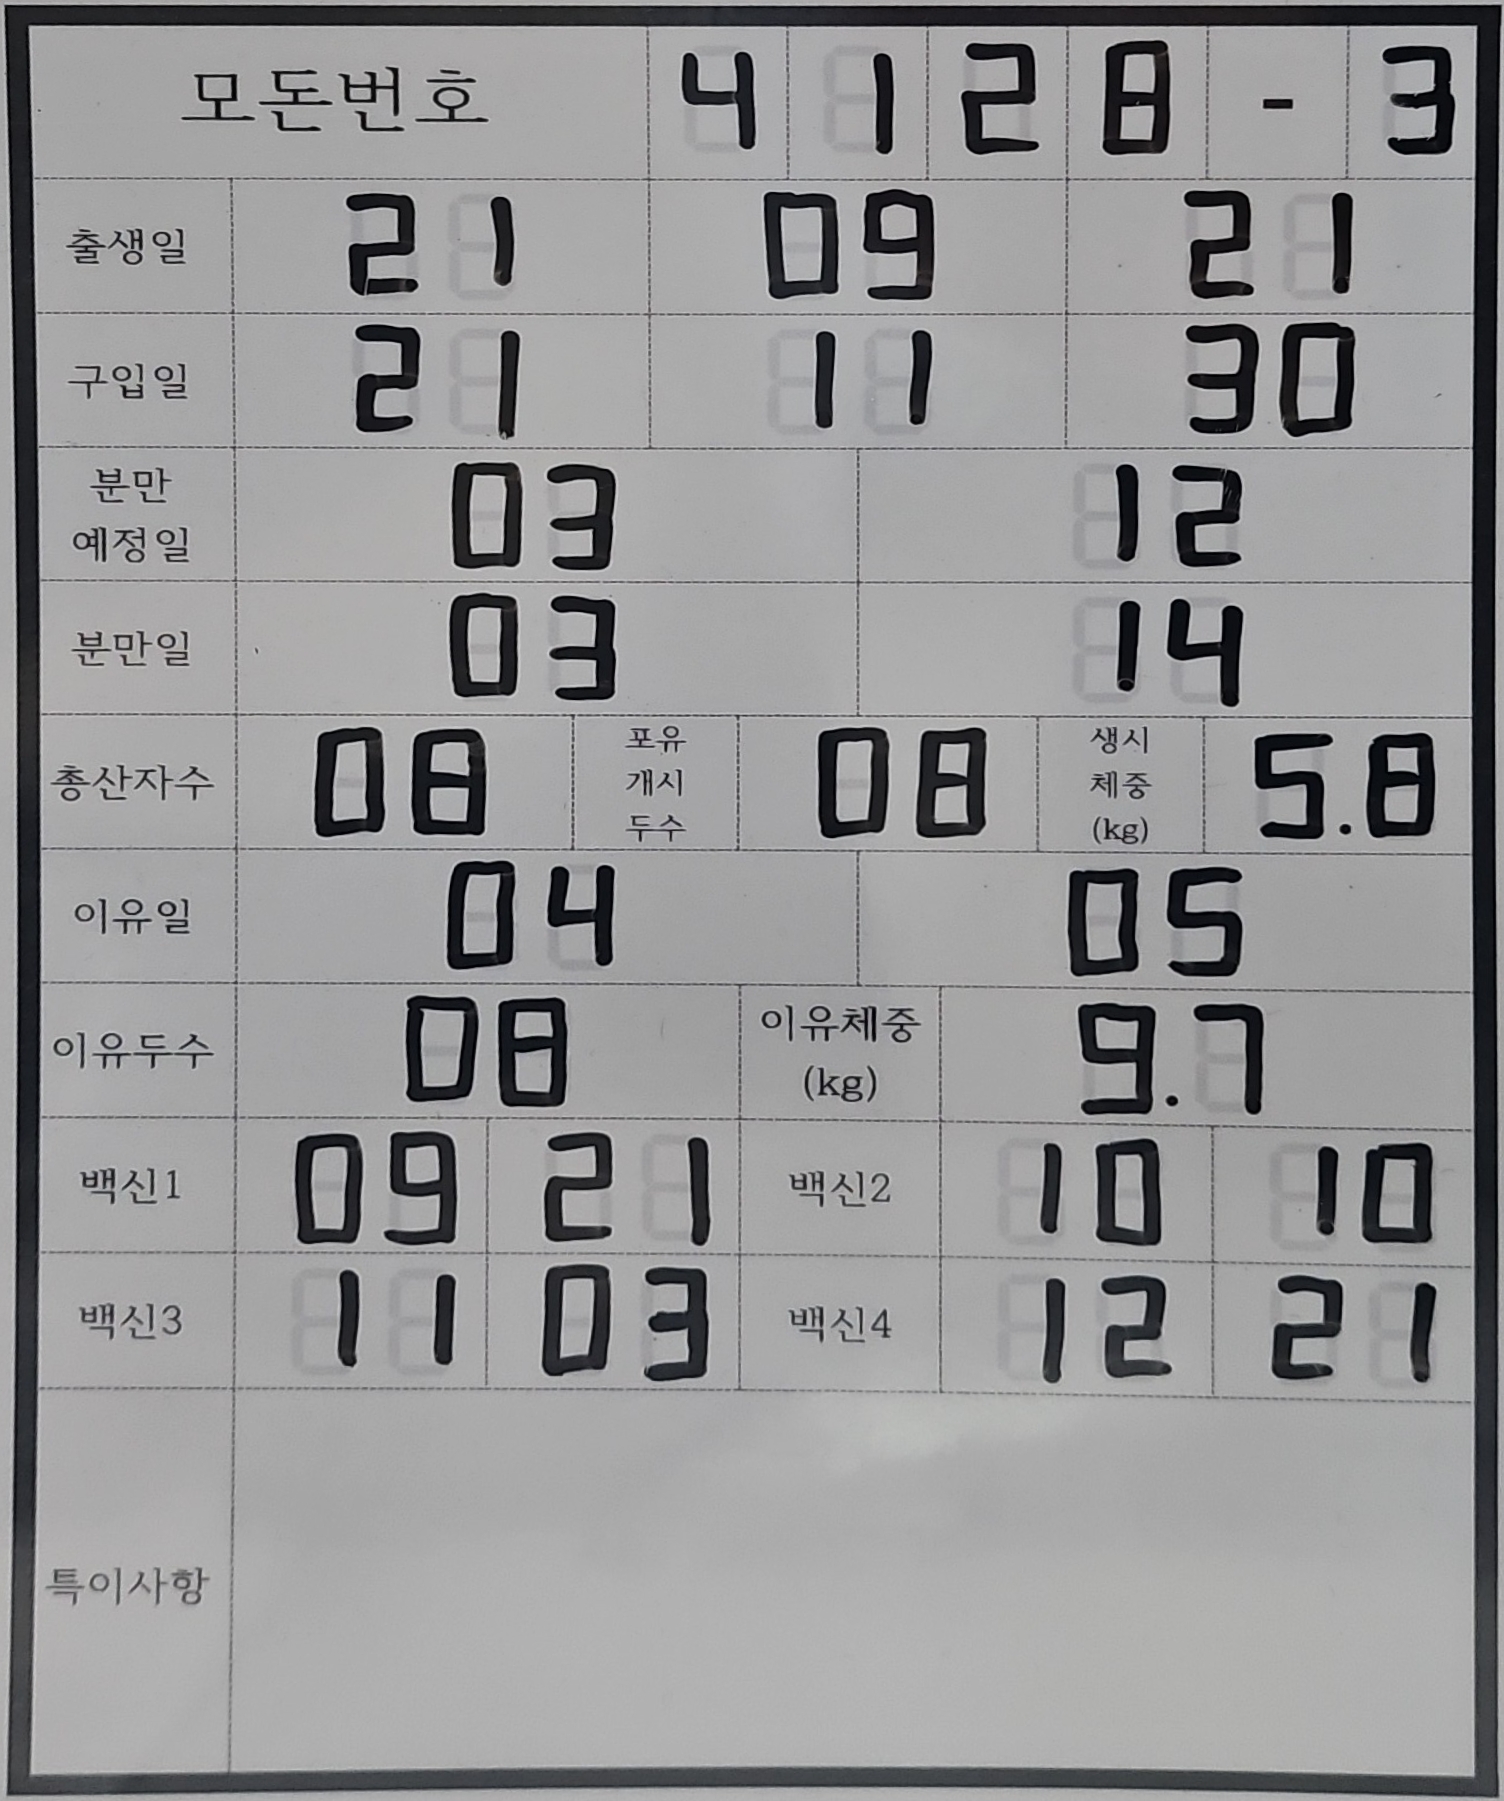 모돈번호 4128-3
출생일 21 09 21
구입일 21 11 30
분만 예정일 03 12
분만일 03 14
총산자수 08 포유 개시 두수 08 생시 체중 (kg) 5.8
이유일 04 05
이유두수 08 이유체중 (kg) 9.7
백신1 09 21 백신2 10 10
백신3 11 03 백신4 12 21
특이사항